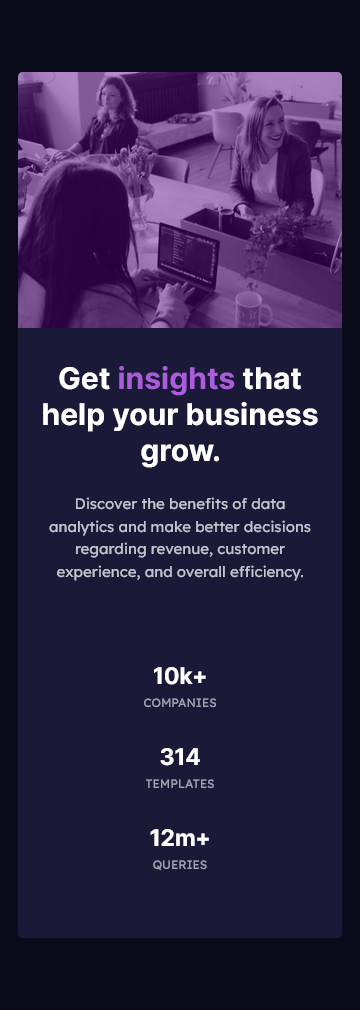 Get insights that
help your business
grow.
Discover the benefits of data
analytics and make better decisions
regarding revenue, customer
experience, and overall efficiency.
10k+
COMPANIES
314
TEMPLATES
12m+
QUERIES